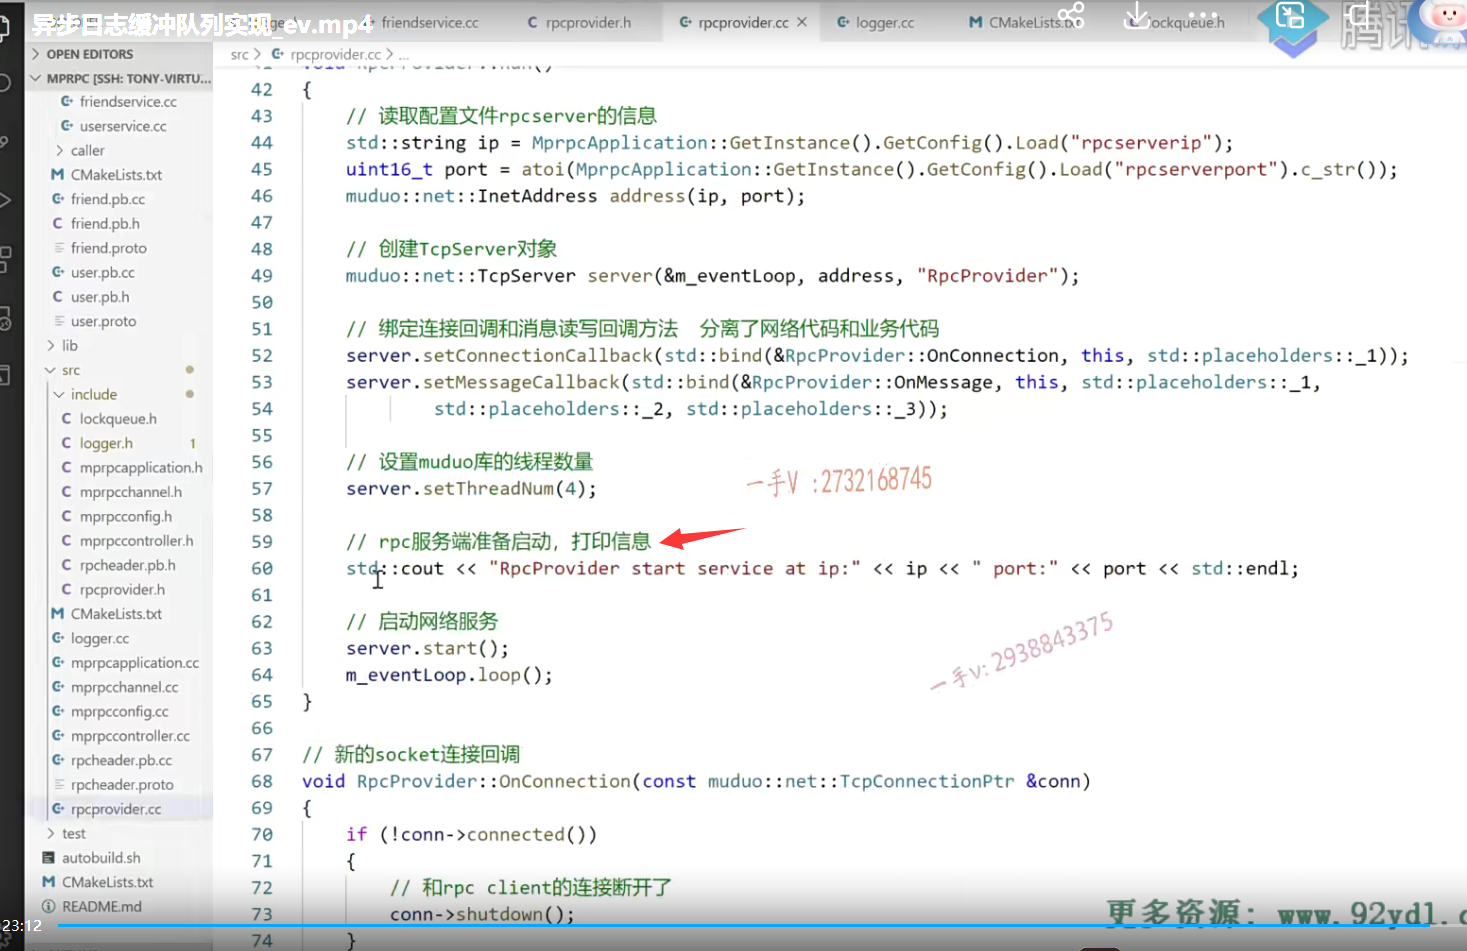 异步日志缓冲队列实现_ev.mp4
friendservice.cc
rpcprovider.h
rpcprovider.cc
logger.cc
CMakeLists.txt
lockqueue.h
OPEN EDITORS
MPRPC [SSH: TONY-VIRTU...
friendservice.cc
userservice.cc
caller
CMakeLists.txt
friend.pb.cc
friend.pb.h
friend.proto
user.pb.cc
user.pb.h
user.proto
lib
src
include
lockqueue.h
logger.h 1
mprpcapplication.h
mprpcchannel.h
mprpcconfig.h
mprpccontroller.h
rpcheader.pb.h
rpcprovider.h
CMakeLists.txt
logger.cc
mprpcapplication.cc
mprpcchannel.cc
mprpcconfig.cc
mprpccontroller.cc
rpcheader.pb.cc
rpcheader.proto
rpcprovider.cc
test
autobuild.sh
CMakeLists.txt
README.md
23:12
src > rpcprovider.cc > ...
42 {
43 // 读取配置文件rpcserver的信息
44 std::string ip = MprpcApplication::GetInstance().GetConfig().Load("rpcserverip");
45 uint16_t port = atoi(MprpcApplication::GetInstance().GetConfig().Load("rpcserverport").c_str());
46 muduo::net::InetAddress address(ip, port);
47
48 // 创建TcpServer对象
49 muduo::net::TcpServer server(&m_eventLoop, address, "RpcProvider");
50
51 // 绑定连接回调和消息读写回调方法 分离了网络代码和业务代码
52 server.setConnectionCallback(std::bind(&RpcProvider::OnConnection, this, std::placeholders::_1));
53 server.setMessageCallback(std::bind(&RpcProvider::OnMessage, this, std::placeholders::_1,
54 std::placeholders::_2, std::placeholders::_3));
55
56 // 设置muduo库的线程数量
57 server.setThreadNum(4);
58
59 // rpc服务端准备启动，打印信息
60 std::cout << "RpcProvider start service at ip:" << ip << " port:" << port << std::endl;
61
62 // 启动网络服务
63 server.start();
64 m_eventLoop.loop();
65 }
66
67 // 新的socket连接回调
68 void RpcProvider::OnConnection(const muduo::net::TcpConnectionPtr &conn)
69 {
70 if (!conn->connected())
71 {
72 // 和rpc client的连接断开了
73 conn->shutdown();
74 }
一手V :2732168745
一手v: 2938843375
更多资源: www.92ydl.c
腾讯